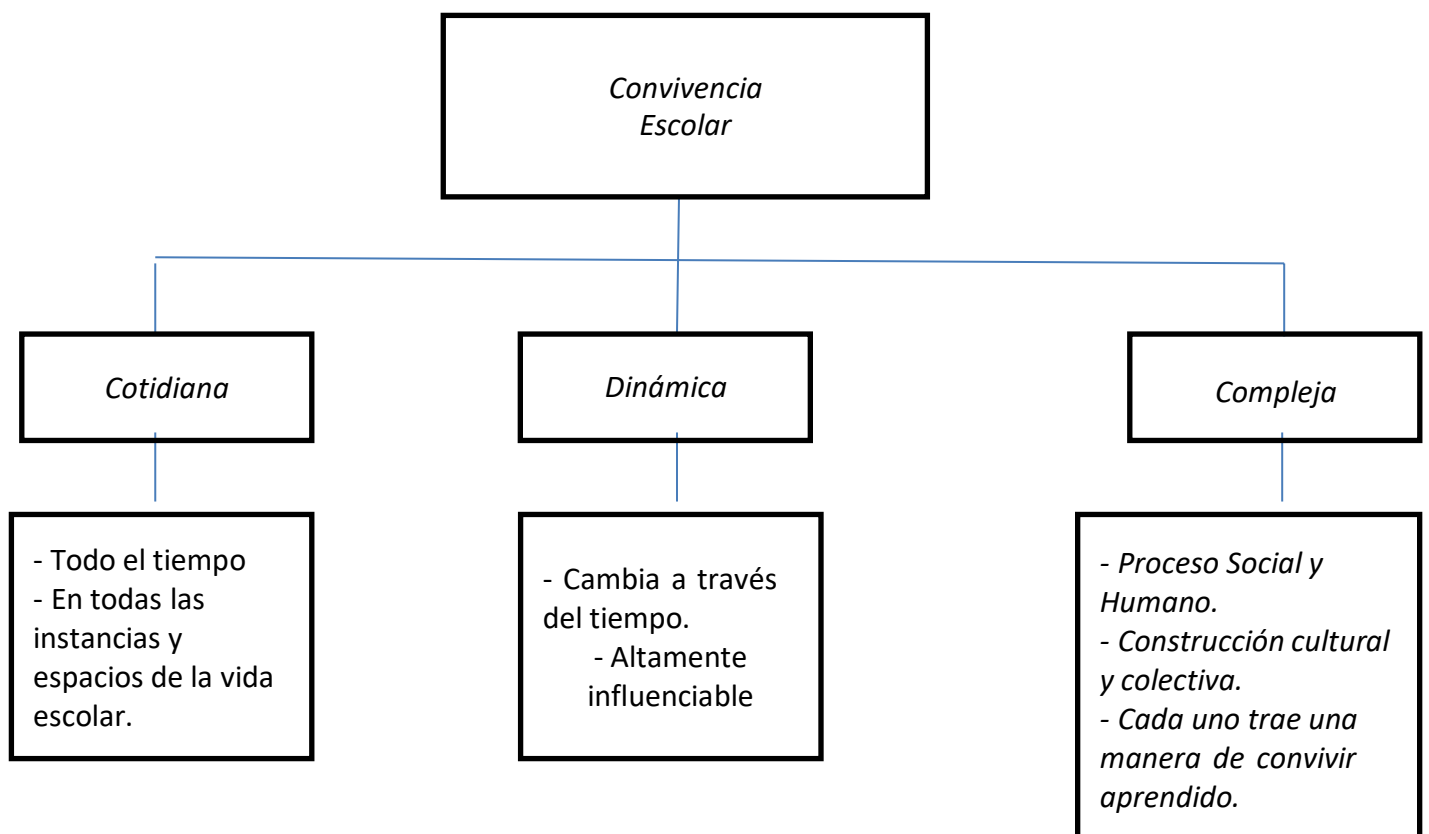 Convivencia
Escolar
Cotidiana
Dinámica
Compleja
- Todo el tiempo
- En todas las
instancias y
espacios de la vida
escolar.
- Cambia a través
del tiempo.
- Altamente
influenciable
- Proceso Social y
Humano.
- Construcción cultural
y colectiva.
- Cada uno trae una
manera de convivir
aprendido.